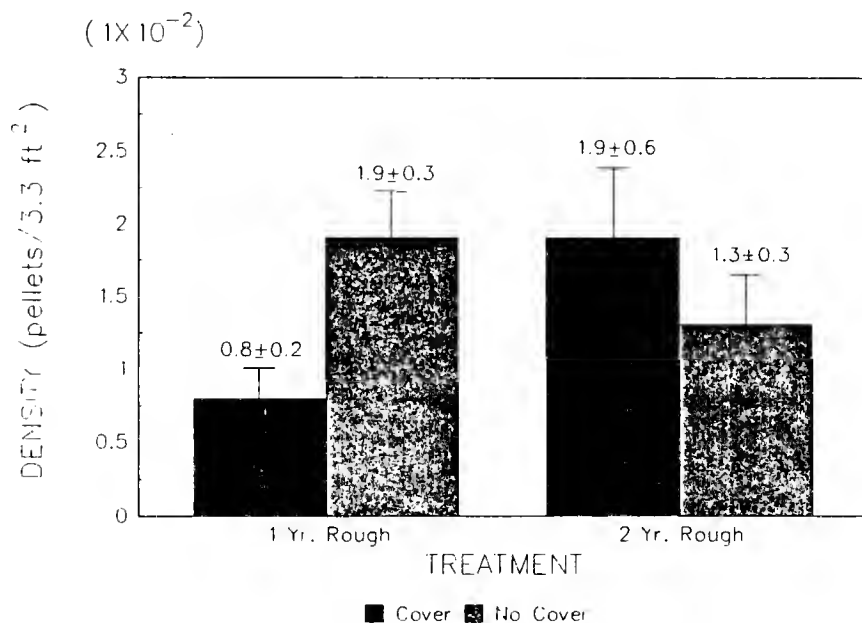 (1X 10⁻²)
DENSITY (pellets/3.3 ft²)
3
2.5
2
1.5
1
0.5
0
0.8±0.2
1.9±0.3
1.9±0.6
1.3±0.3
1 Yr. Rough
2 Yr. Rough
TREATMENT
Cover No Cover